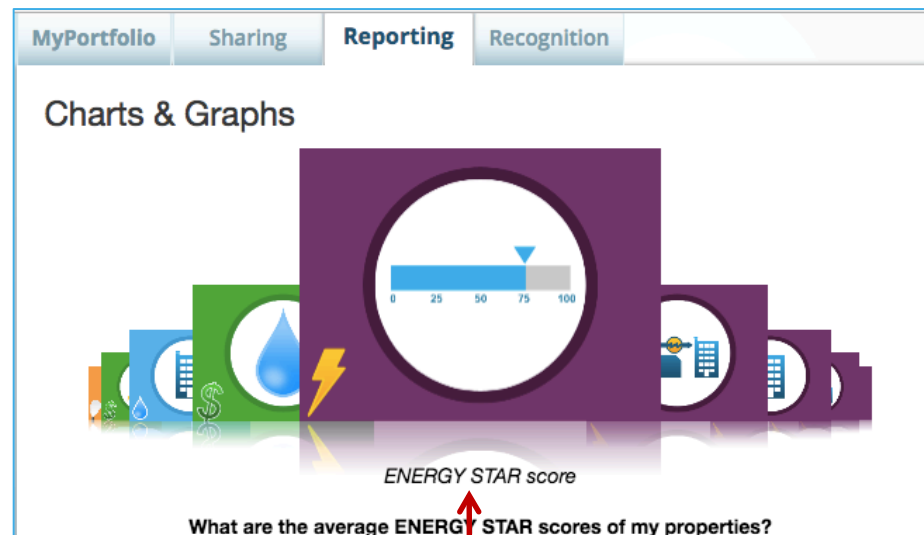 MyPortfolio Sharing Reporting Recognition
Charts & Graphs
0 25 50 75 100
$ $
ENERGY STAR score
What are the average ENERGY STAR scores of my properties?